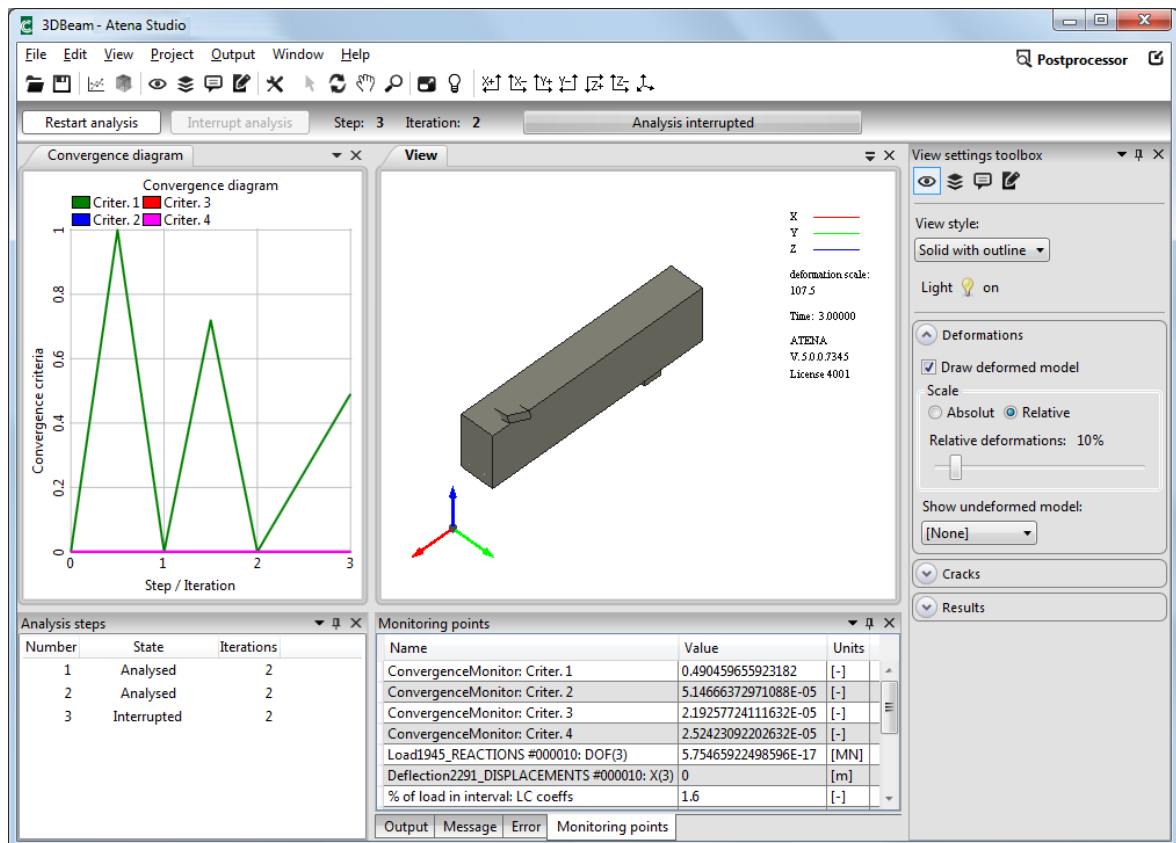 3DBeam - Atena Studio
File Edit View Project Output Window Help
Postprocessor
X+ X- Y+ Y- Z+ Z-
Restart analysis Interrupt analysis Step: 3 Iteration: 2 Analysis interrupted
Convergence diagram
Convergence diagram
Criter. 1 Criter. 3
Criter. 2 Criter. 4
1
0.8
0.6
0.4
0.2
0
Convergence criteria
0 1 2 3
Step / Iteration
View
X
Y
Z
deformation scale:
107.5
Time: 3.00000
ATENA
V.5.0.0.7345
License 4001
View settings toolbox
View style:
Solid with outline
Light on
Deformations
Draw deformed model
Scale
Absolut Relative
Relative deformations: 10%
Show undeformed model:
[None]
Cracks
Results
Analysis steps
Number State Iterations
1 Analysed 2
2 Analysed 2
3 Interrupted 2
Monitoring points
Name Value Units
ConvergenceMonitor: Criter. 1 0.490459655923182 [-]
ConvergenceMonitor: Criter. 2 5.14666372971088E-05 [-]
ConvergenceMonitor: Criter. 3 2.19257724111632E-05 [-]
ConvergenceMonitor: Criter. 4 2.52423092202632E-05 [-]
Load1945_REACTIONS #000010: DOF(3) 5.75465922498596E-17 [MN]
Deflection2291_DISPLACEMENTS #000010: X(3) 0 [m]
% of load in interval: LC coeffs 1.6 [-]
Output Message Error Monitoring points